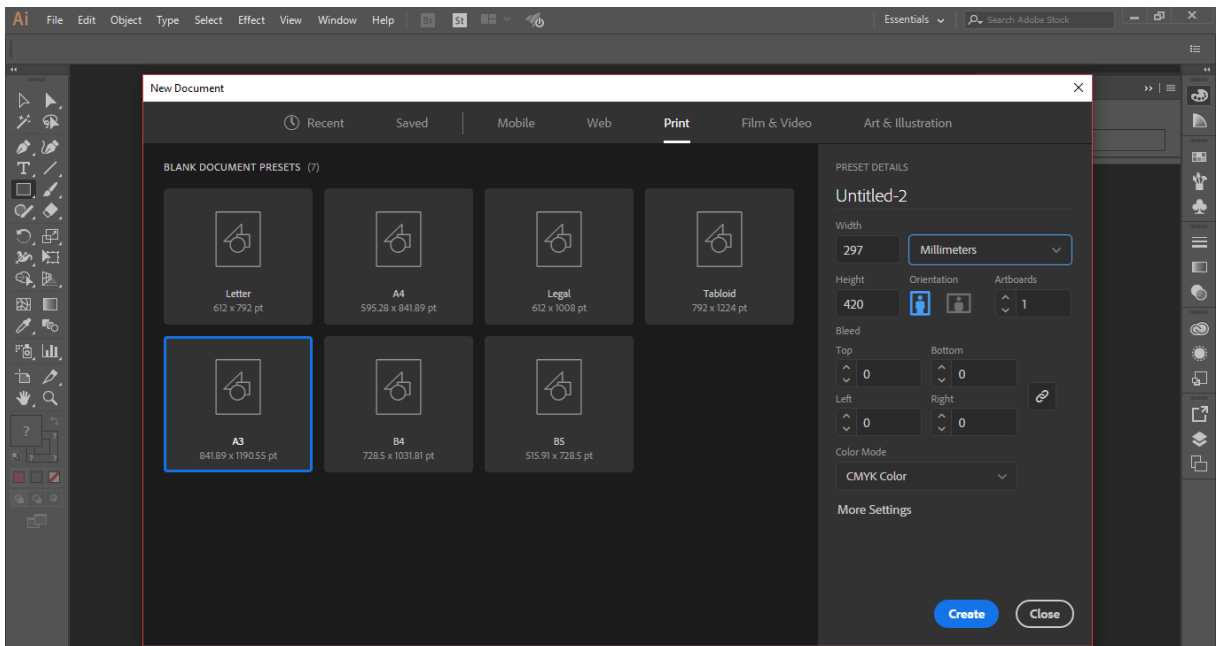 Ai File Edit Object Type Select Effect View Window Help Br St Essentials Search Adobe Stock
New Document
Recent Saved Mobile Web Print Film & Video Art & Illustration
BLANK DOCUMENT PRESETS (7)
Letter
612 x 792 pt
A4
595.28 x 841.89 pt
Legal
612 x 1008 pt
Tabloid
792 x 1224 pt
A3
841.89 x 1190.55 pt
B4
728.5 x 1031.81 pt
B5
515.91 x 728.5 pt
PRESET DETAILS
Untitled-2
Width
297 Millimeters
Height Orientation Artboards
420 1
Bleed
Top Bottom
0 0
Left Right
0 0
Color Mode
CMYK Color
More Settings
Create Close
T
?
? ?